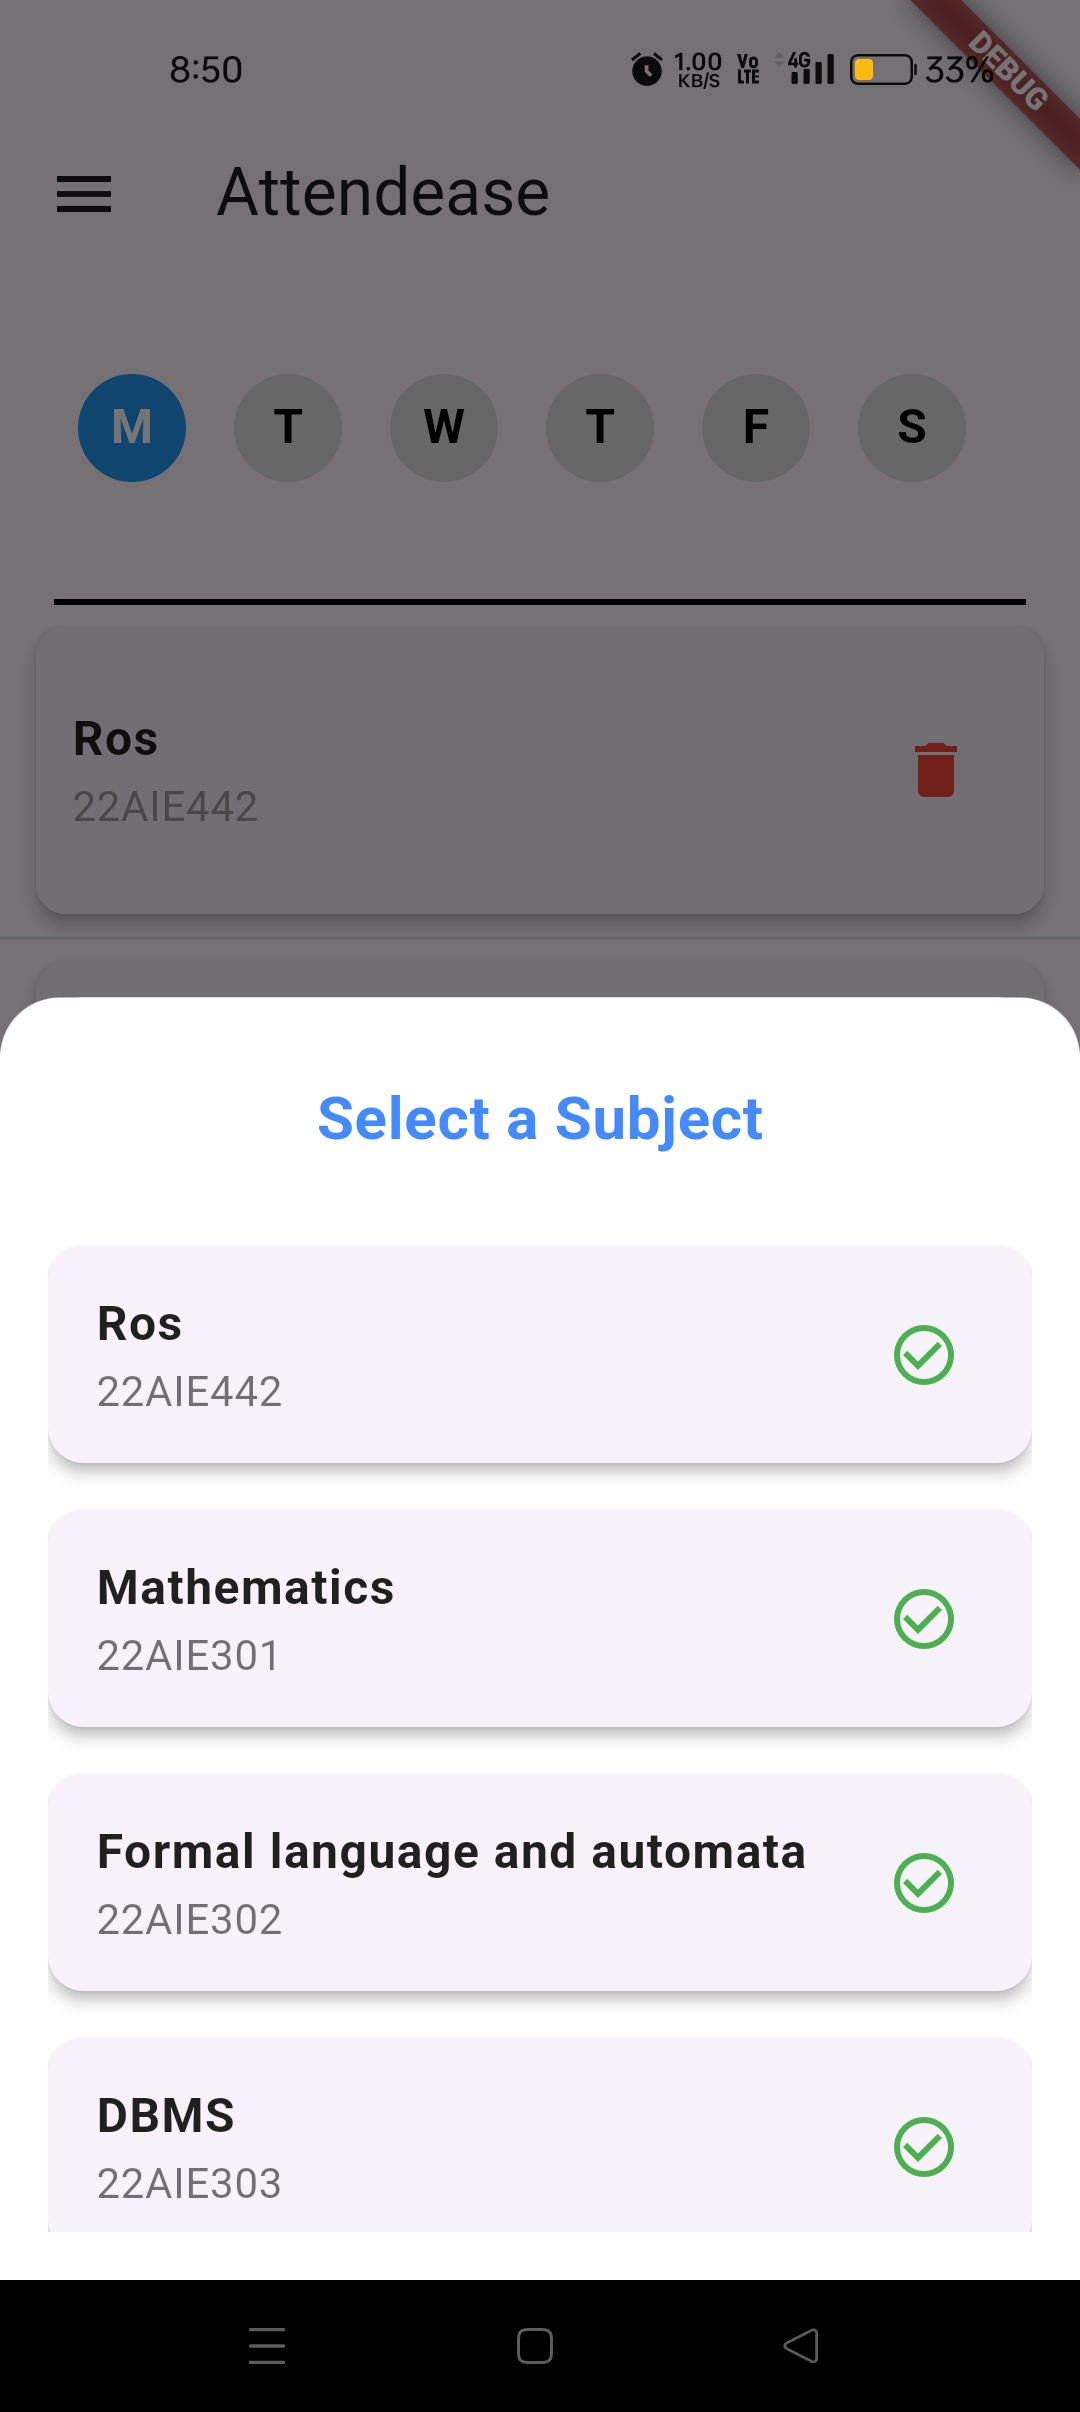 8:50
1.00
KB/S
Vo
LTE
4G
33%
DEBUG
Attendease
M T W T F S
Ros
22AIE442
Select a Subject
Ros
22AIE442
Mathematics
22AIE301
Formal language and automata
22AIE302
DBMS
22AIE303